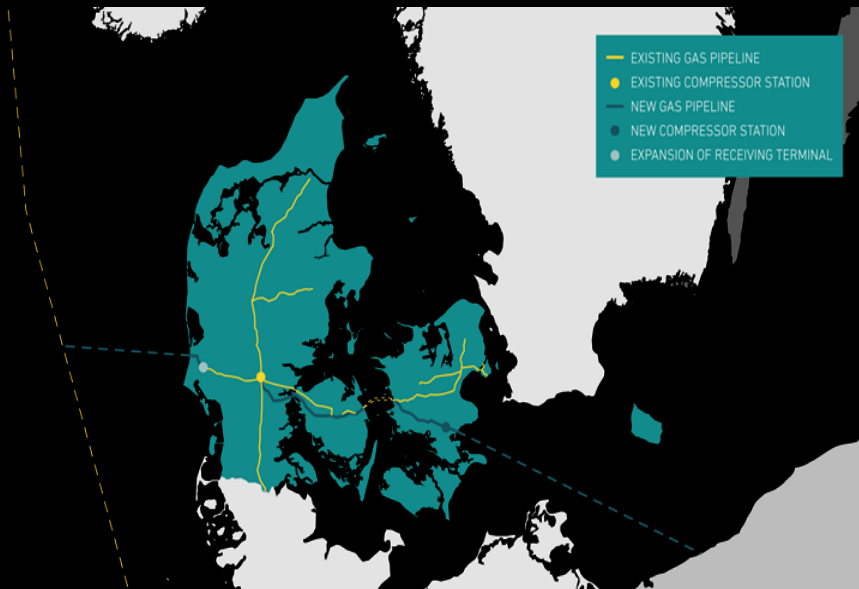 EXISTING GAS PIPELINE
EXISTING COMPRESSOR STATION
NEW GAS PIPELINE
NEW COMPRESSOR STATION
EXPANSION OF RECEIVING TERMINAL